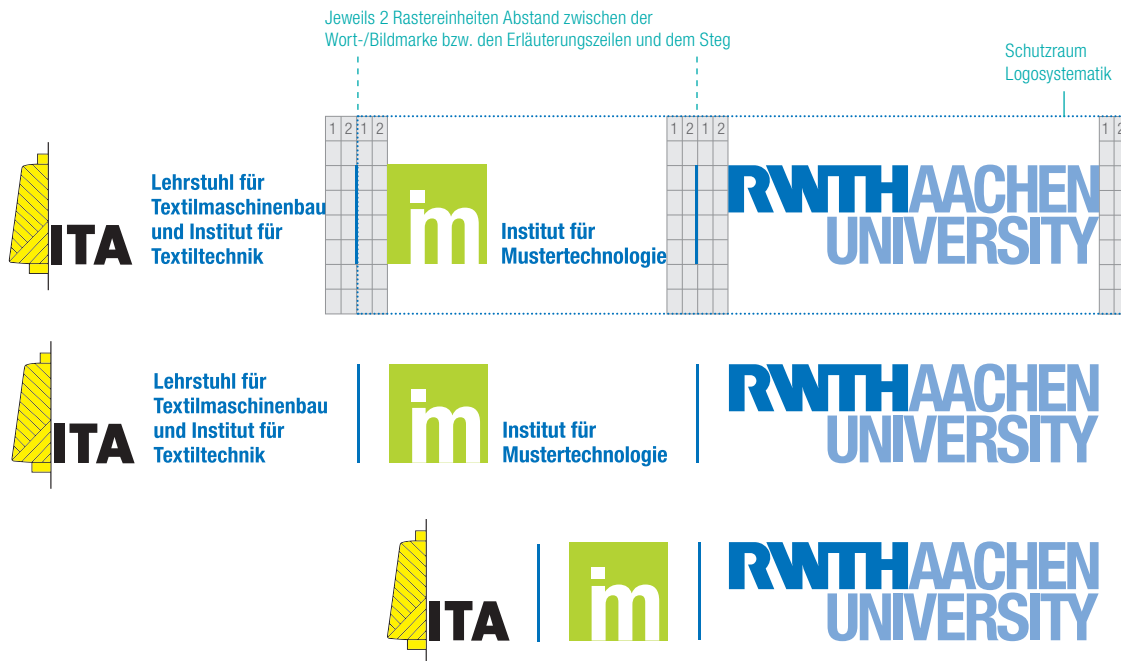 Jeweils 2 Rastereinheiten Abstand zwischen der
Wort-/Bildmarke bzw. den Erläuterungszeilen und dem Steg
Schutzraum
Logosystematik
1 2 1 2
1 2 1 2
1 2
ITA
Lehrstuhl für
Textilmaschinenbau
und Institut für
Textiltechnik
im
Institut für
Mustertechnologie
RWTHAACHEN
UNIVERSITY
ITA
Lehrstuhl für
Textilmaschinenbau
und Institut für
Textiltechnik
im
Institut für
Mustertechnologie
RWTHAACHEN
UNIVERSITY
ITA
im
RWTHAACHEN
UNIVERSITY